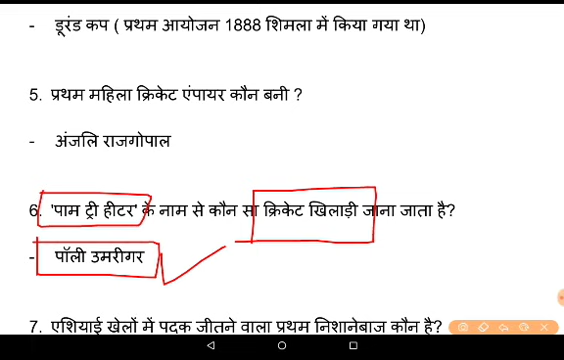 - डूरंड कप ( प्रथम आयोजन 1888 शिमला में किया गया था)
5. प्रथम महिला क्रिकेट एंपायर कौन बनी ?
- अंजलि राजगोपाल
6. 'पाम ट्री हीटर' के नाम से कौन सा क्रिकेट खिलाड़ी जाना जाता है?
- पॉली उमरीगर
7. एशियाई खेलों में पदक जीतने वाला प्रथम निशानेबाज कौन है?